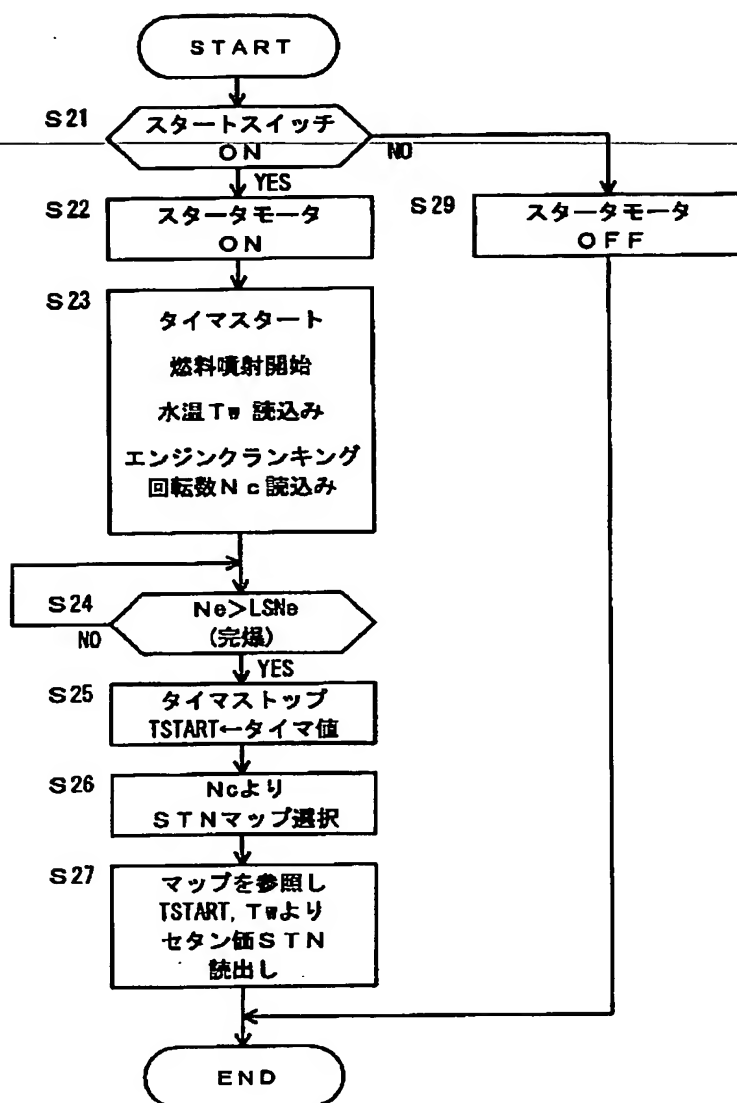 START
S21
スタートスイッチ
ON
NO
YES
S22
スタータモータ
ON
S29
スタータモータ
OFF
S23
タイマスタート
燃料噴射開始
水温Tw 読込み
エンジンクランキング
回転数Nc読込み
S24
Ne>LSNe
(完爆)
NO
YES
S25
タイマストップ
TSTART←タイマ値
S26
Ncより
STNマップ選択
S27
マップを参照し
TSTART, Twより
セタン価STN
読出し
END